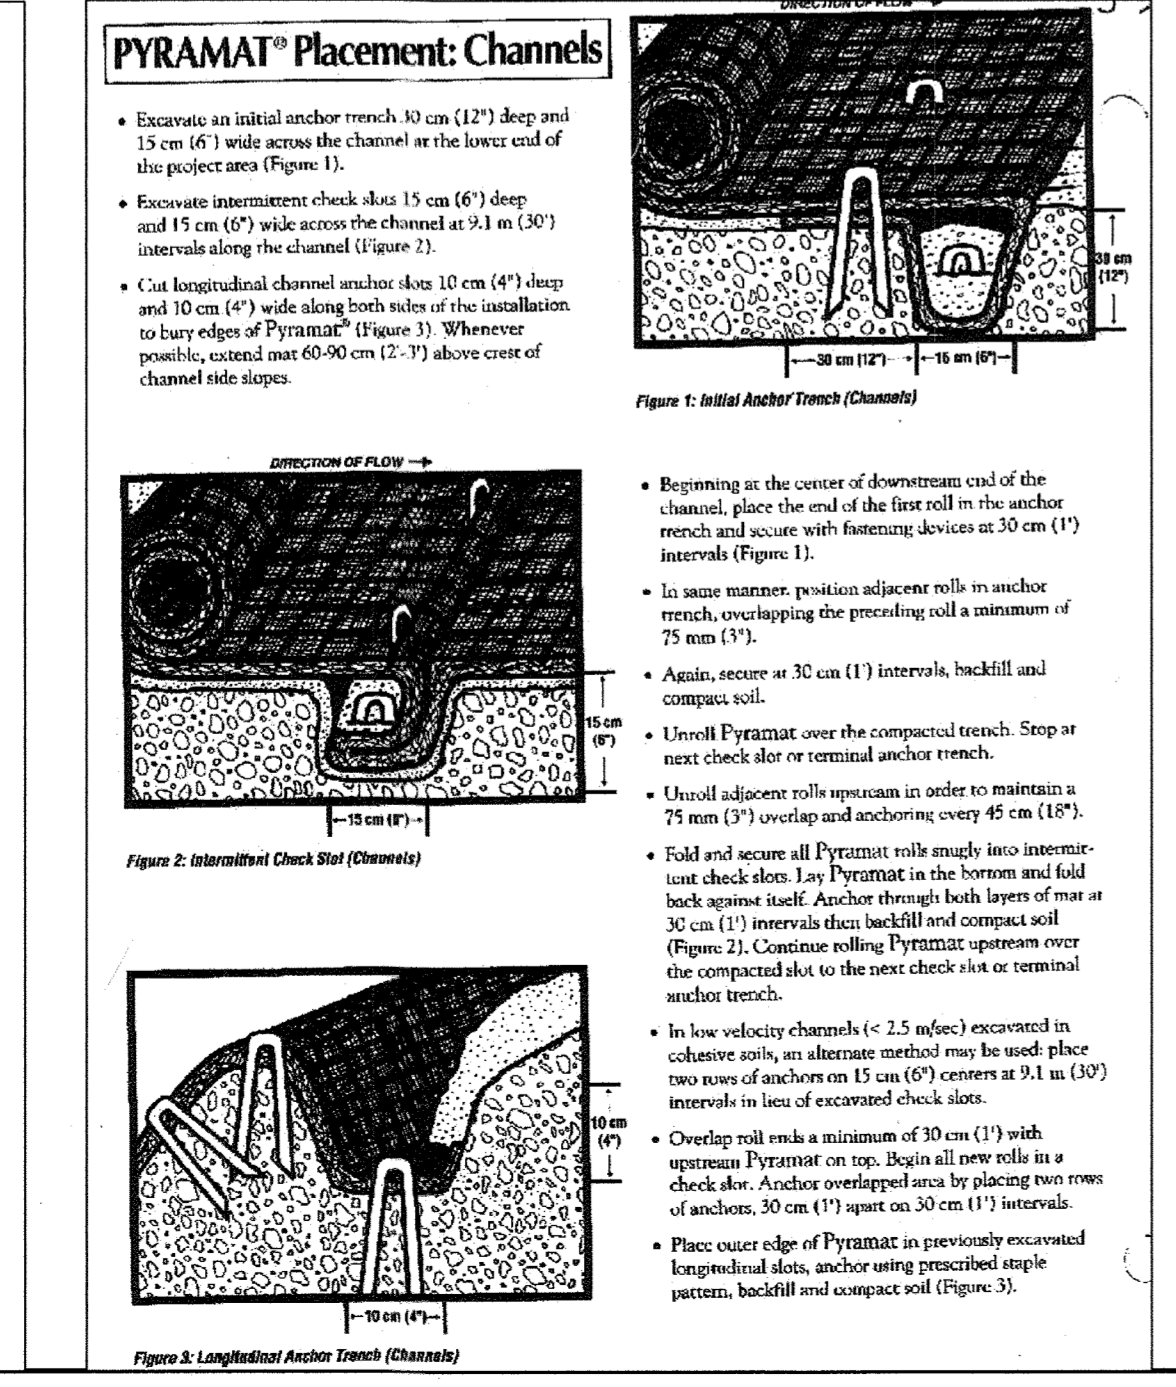 DIRECTION OF FLOW
PYRAMAT® Placement: Channels
• Excavate an initial anchor trench 30 cm (12") deep and
15 cm (6") wide across the channel at the lower end of
the project area (Figure 1).
• Excavate intermittent check slots 15 cm (6") deep
and 15 cm (6") wide across the channel at 9.1 m (30')
intervals along the channel (Figure 2).
• Cut longitudinal channel anchor slots 10 cm (4") deep
and 10 cm (4") wide along both sides of the installation
to bury edges of Pyramat® (Figure 3). Whenever
possible, extend mat 60-90 cm (2'-3') above crest of
channel side slopes.
30 cm
(12")
30 cm (12")
15 cm (6")
Figure 1: Initial Anchor Trench (Channels)
DIRECTION OF FLOW
15 cm
(6")
15 cm (6")
Figure 2: Intermittent Check Slot (Channels)
10 cm
(4")
10 cm (4")
Figure 3: Longitudinal Anchor Trench (Channels)
• Beginning at the center of downstream end of the
channel, place the end of the first roll in the anchor
trench and secure with fastening devices at 30 cm (1')
intervals (Figure 1).
• In same manner, position adjacent rolls in anchor
trench, overlapping the preceding roll a minimum of
75 mm (3").
• Again, secure at 30 cm (1') intervals, backfill and
compact soil.
• Unroll Pyramat over the compacted trench. Stop at
next check slot or terminal anchor trench.
• Unroll adjacent rolls upstream in order to maintain a
75 mm (3") overlap and anchoring every 45 cm (18").
• Fold and secure all Pyramat rolls snugly into intermit-
tent check slots. Lay Pyramat in the bottom and fold
back against itself. Anchor through both layers of mat at
30 cm (1') intervals then backfill and compact soil
(Figure 2). Continue rolling Pyramat upstream over
the compacted slot to the next check slot or terminal
anchor trench.
• In low velocity channels (< 2.5 m/sec) excavated in
cohesive soils, an alternate method may be used: place
two rows of anchors on 15 cm (6") centers at 9.1 m (30')
intervals in lieu of excavated check slots.
• Overlap roll ends a minimum of 30 cm (1') with
upstream Pyramat on top. Begin all new rolls in a
check slot. Anchor overlapped area by placing two rows
of anchors, 30 cm (1') apart on 30 cm (1') intervals.
• Place outer edge of Pyramat in previously excavated
longitudinal slots, anchor using prescribed staple
pattern, backfill and compact soil (Figure 3).